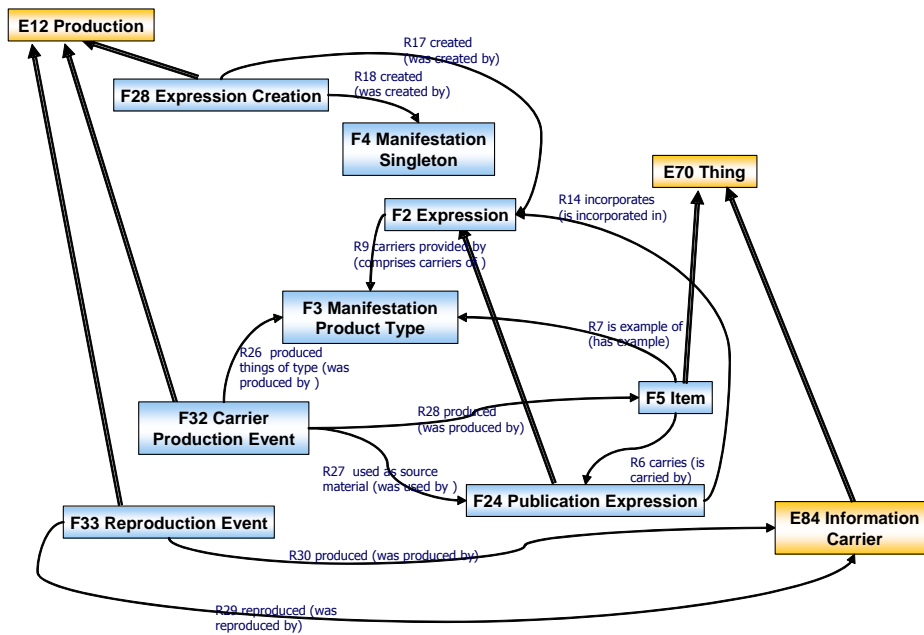 E12 Production
R17 created
(was created by)
R18 created
(was created by)
F28 Expression Creation
F4 Manifestation
Singleton
E70 Thing
R14 incorporates
(is incorporated in)
F2 Expression
R9 carriers provided by
(comprises carriers of )
F3 Manifestation
Product Type
R7 is example of
(has example)
R26 produced
things of type (was
produced by )
F5 Item
F32 Carrier
Production Event
R28 produced
(was produced by)
R27 used as source
material (was used by )
R6 carries (is
carried by)
F24 Publication Expression
F33 Reproduction Event
E84 Information
Carrier
R30 produced (was produced by)
R29 reproduced (was
reproduced by)